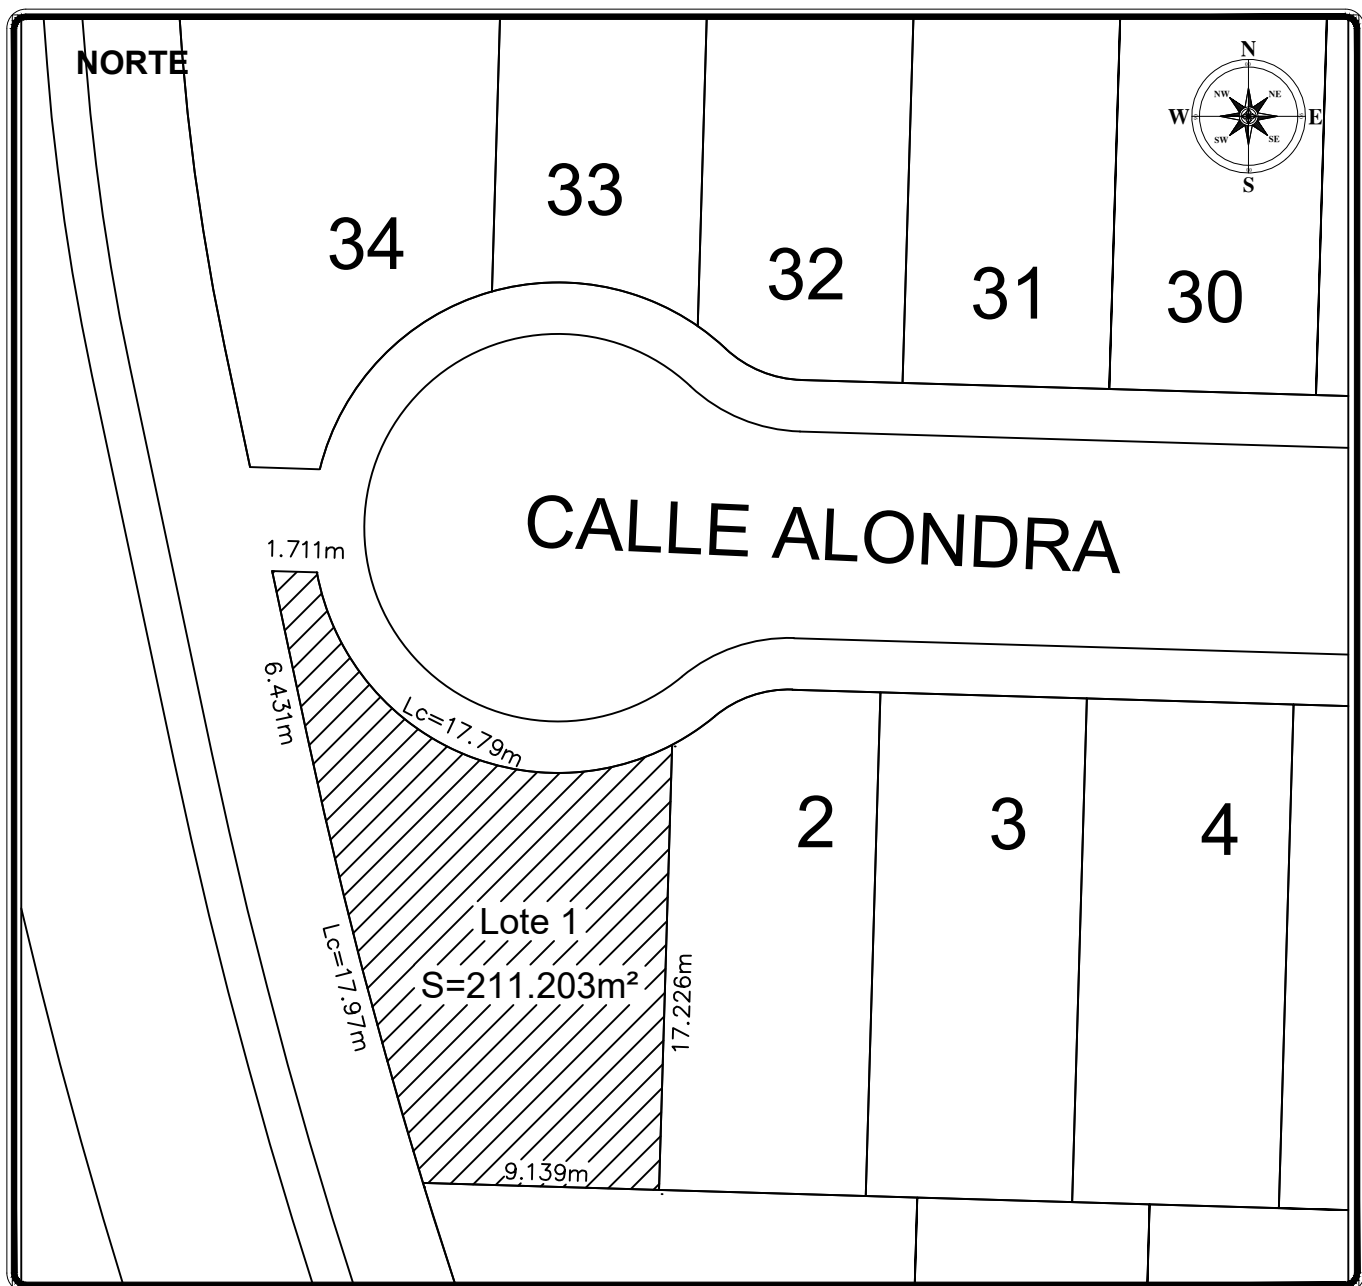 NORTE
N
NW
NE
W
E
SW
SE
S
33
34
32
31
30
CALLE ALONDRA
1.711m
6.431m
Lc=17.79m
2
3
4
Lote 1
S=211.203m²
Lc=17.97m
17.226m
9.139m